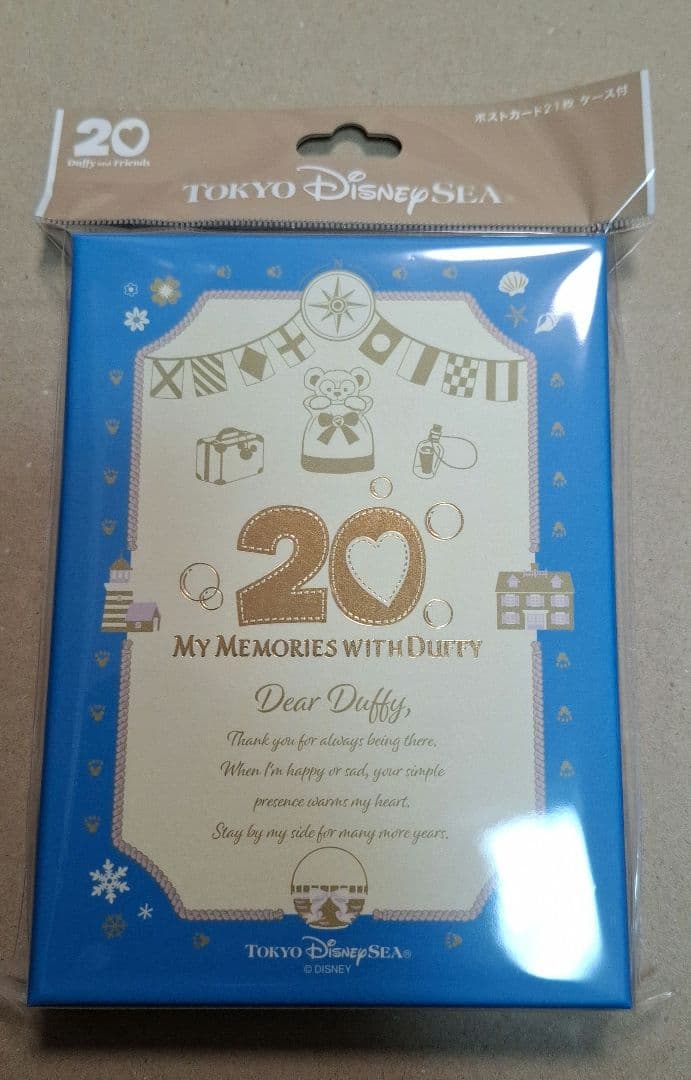 20
Duffy and Friends
ポストカード21枚 ケース付
TOKYO DISNEYSEA
N
20
MY MEMORIES WITH DUFFY
Dear Duffy,
Thank you for always being there.
When I'm happy or sad, your simple
presence warms my heart.
Stay by my side for many more years.
TOKYO DISNEYSEA®
© DISNEY